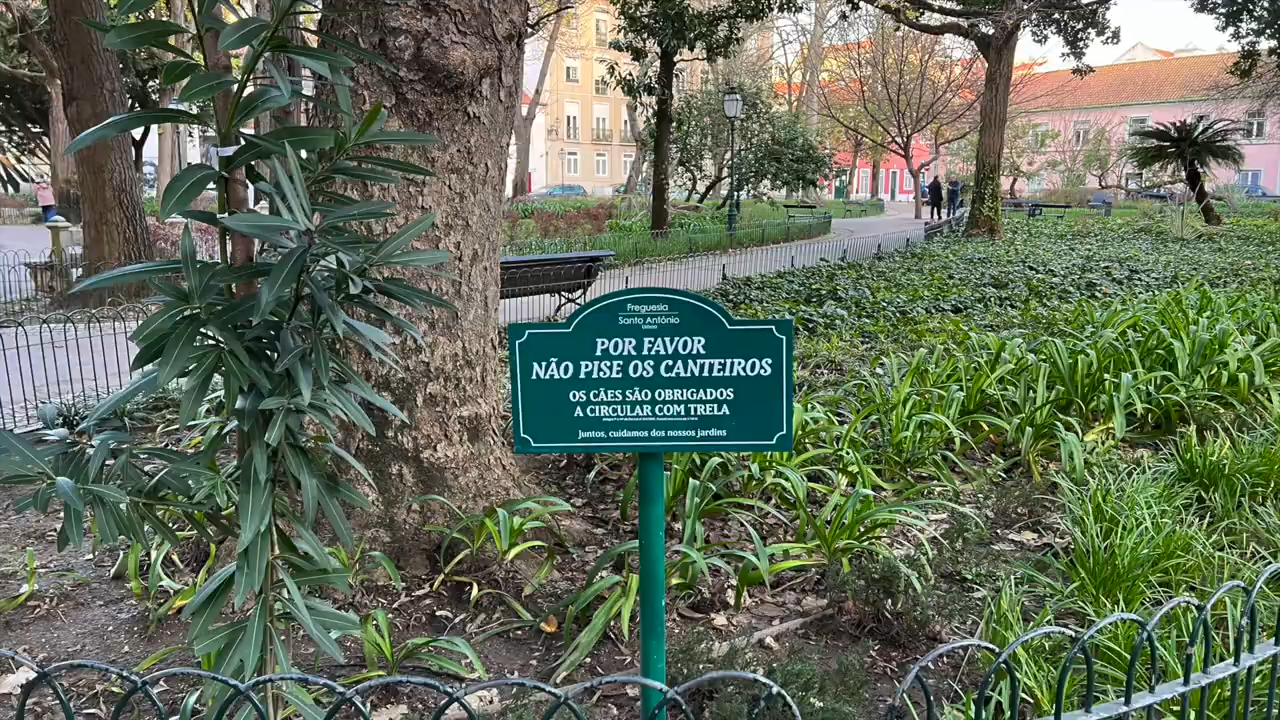 Freguesia
Santo António
Lisboa
POR FAVOR
NÃO PISE OS CANTEIROS
OS CÃES SÃO OBRIGADOS
A CIRCULAR COM TRELA
Juntos, cuidamos dos nossos jardins